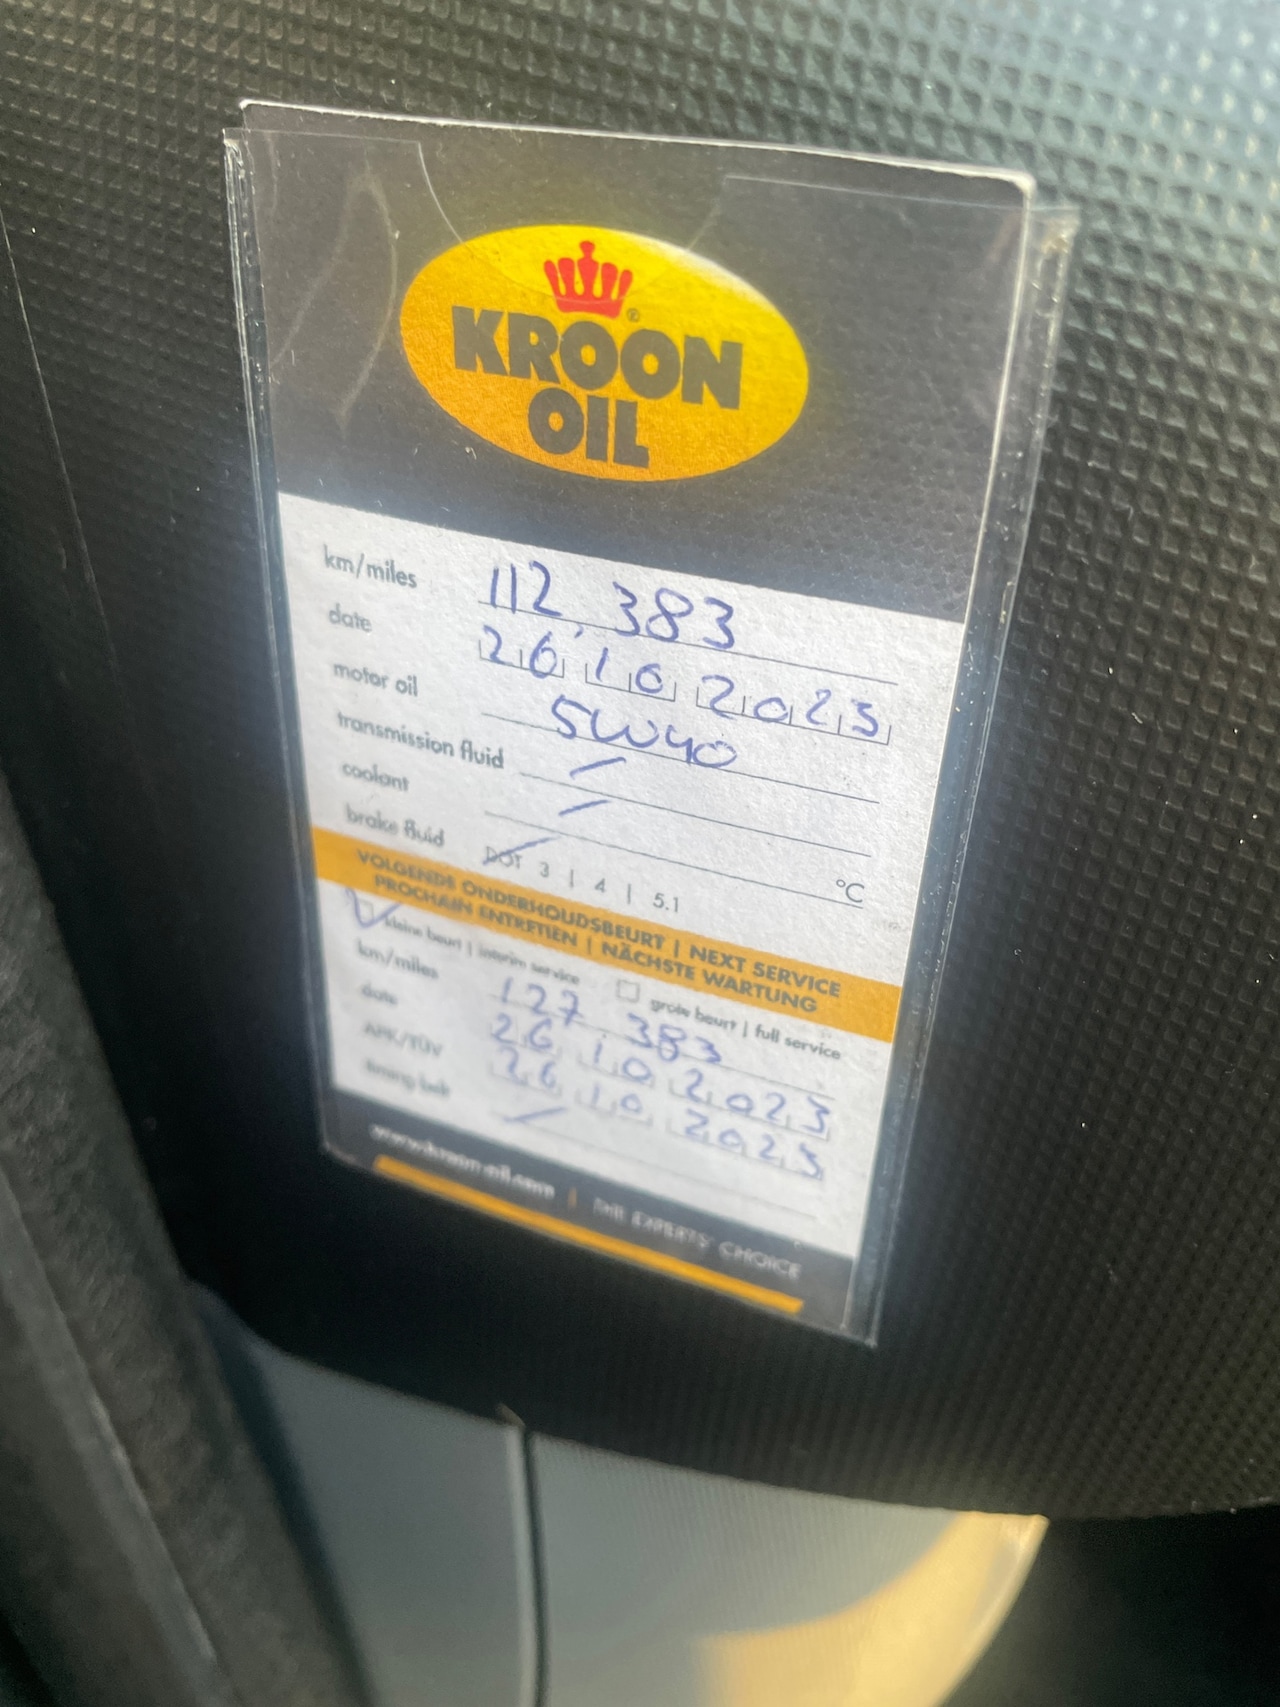 KROON
OIL
km/miles 112.383
date 26 10 2023
motor oil 5W40
transmission fluid /
coolant / °C
brake fluid DOT 3 | 4 | 5.1
VOLGENDE ONDERHOUDSBEURT | NEXT SERVICE
PROCHAIN ENTRETIEN | NÄCHSTE WARTUNG
kleine beurt | interim service grote beurt | full service
km/miles 127.383
date 26 10 2023
APK/TÜV 26 10 2023
timing belt /
www.kroon-oil.com | THE EXPERTS' CHOICE